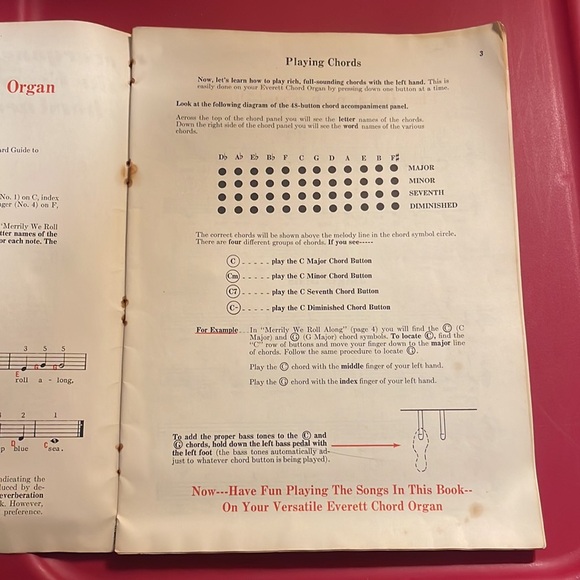 Organ
ard Guide to
No. 1) on C, index
ger (No. 4) on F,
"Merrily We Roll
tter names of the
or each note. The
3 5 5
E G G
roll a - long,
3 2 1
D C
p blue sea.
ndicating the
duced by de-
everberation
k. However,
preference.
3
Playing Chords
Now, let's learn how to play rich, full-sounding chords with the left hand. This is
easily done on your Everett Chord Organ by pressing down one button at a time.
Look at the following diagram of the 48-button chord accompaniment panel.
Across the top of the chord panel you will see the letter names of the chords.
Down the right side of the chord panel you will see the word names of the various
chords.
D♭ A♭ E♭ B♭ F C G D A E B F♯
MAJOR
MINOR
SEVENTH
DIMINISHED
The correct chords will be shown above the melody line in the chord symbol circle.
There are four different groups of chords. If you see-----
C - - - - - play the C Major Chord Button
Cm - - - - - play the C Minor Chord Button
C7 - - - - - play the C Seventh Chord Button
C- - - - - - play the C Diminished Chord Button
For Example... In "Merrily We Roll Along" (page 4) you will find the C (C
Major) and G (G Major) chord symbols. To locate C, find the
"C" row of buttons and move your finger down to the major line
of chords. Follow the same procedure to locate G.
Play the C chord with the middle finger of your left hand.
Play the G chord with the index finger of your left hand.
To add the proper bass tones to the C and
G chords, hold down the left bass pedal with
the left foot (the bass tones automatically ad-
just to whatever chord button is being played).
Now---Have Fun Playing The Songs In This Book--
On Your Versatile Everett Chord Organ